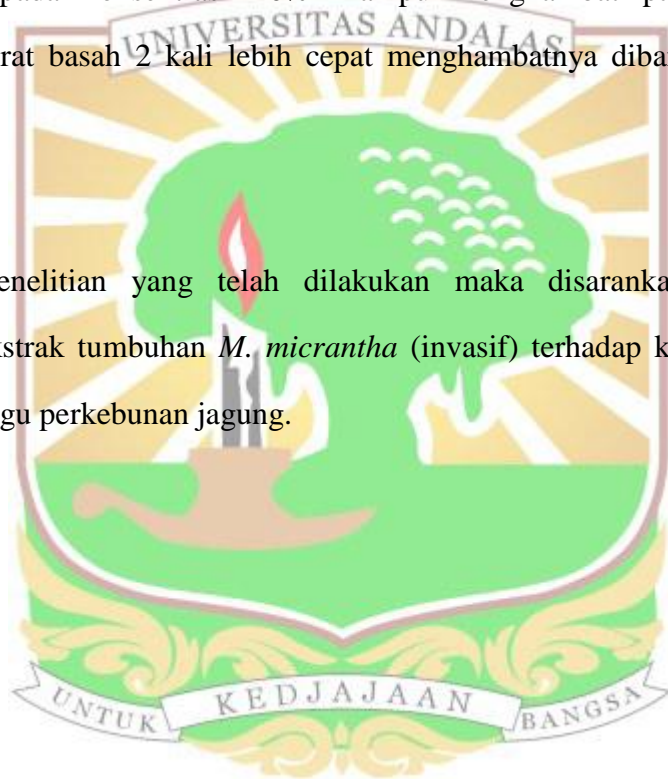 UNIVERSITAS ANDALAS
rat basah 2 kali lebih cepat menghambatnya diba
enelitian yang telah dilakukan maka disaranka
kstrak tumbuhan M. micrantha (invasif) terhadap k
gu perkebunan jagung.
UNTUK KEDJAJAAN BANGSA